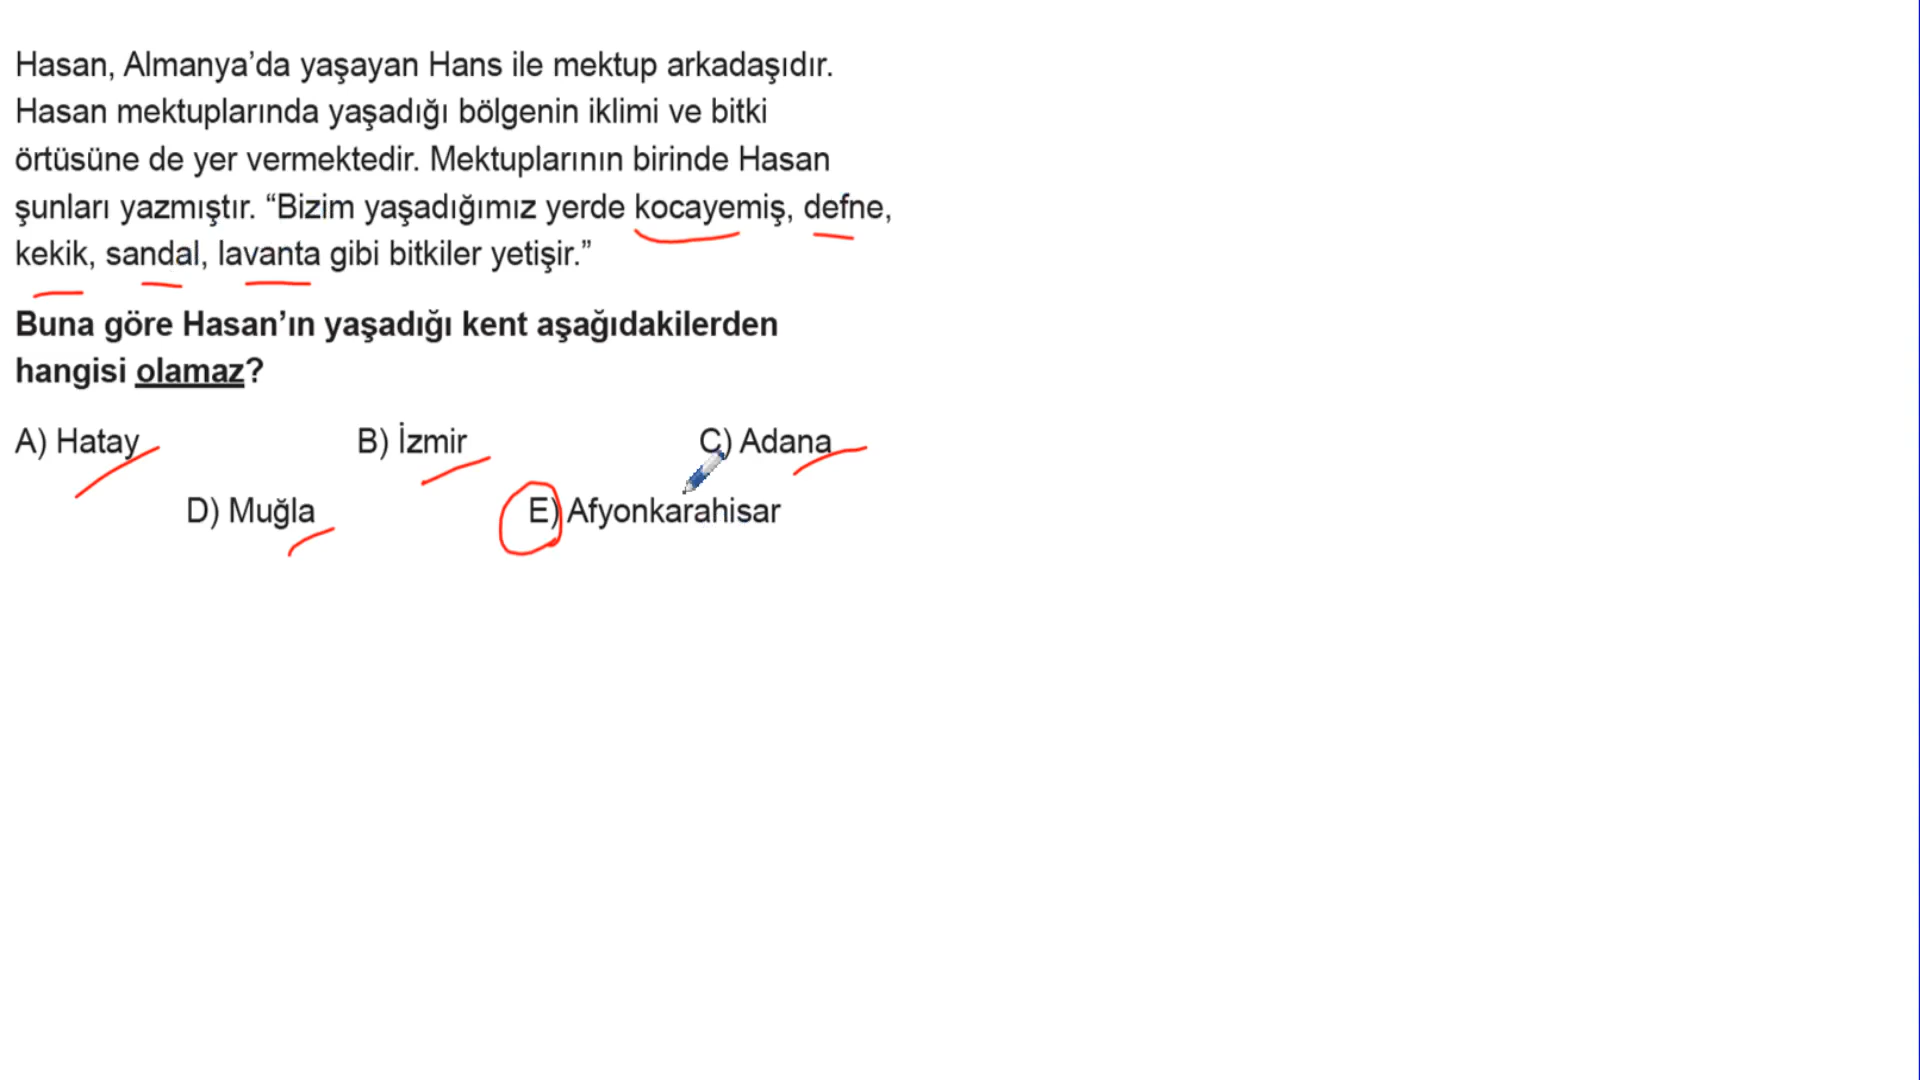 Hasan, Almanya’da yaşayan Hans ile mektup arkadaşıdır.
Hasan mektuplarında yaşadığı bölgenin iklimi ve bitki
örtüsüne de yer vermektedir. Mektuplarının birinde Hasan
şunları yazmıştır. “Bizim yaşadığımız yerde kocayemiş, defne,
kekik, sandal, lavanta gibi bitkiler yetişir.”
Buna göre Hasan’ın yaşadığı kent aşağıdakilerden
hangisi olamaz?
A) Hatay B) İzmir C) Adana
D) Muğla E) Afyonkarahisar